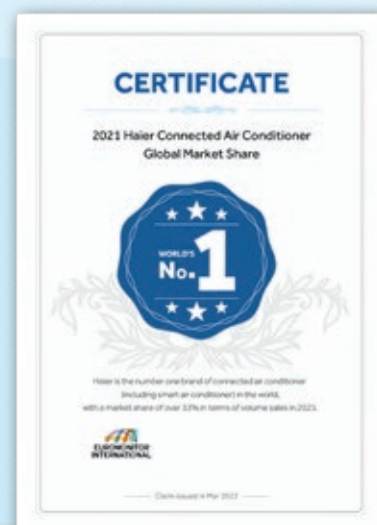 CERTIFICATE
2021 Haier Connected Air Conditioner
Global Market Share
WORLD'S
No.1
Haier is the number one brand of connected air conditioner
(including smart air conditioner) in the world,
with a market share of over in terms of volume sales in 2021.
EUROMONITOR
INTERNATIONAL
Claim issued in Mar 2022